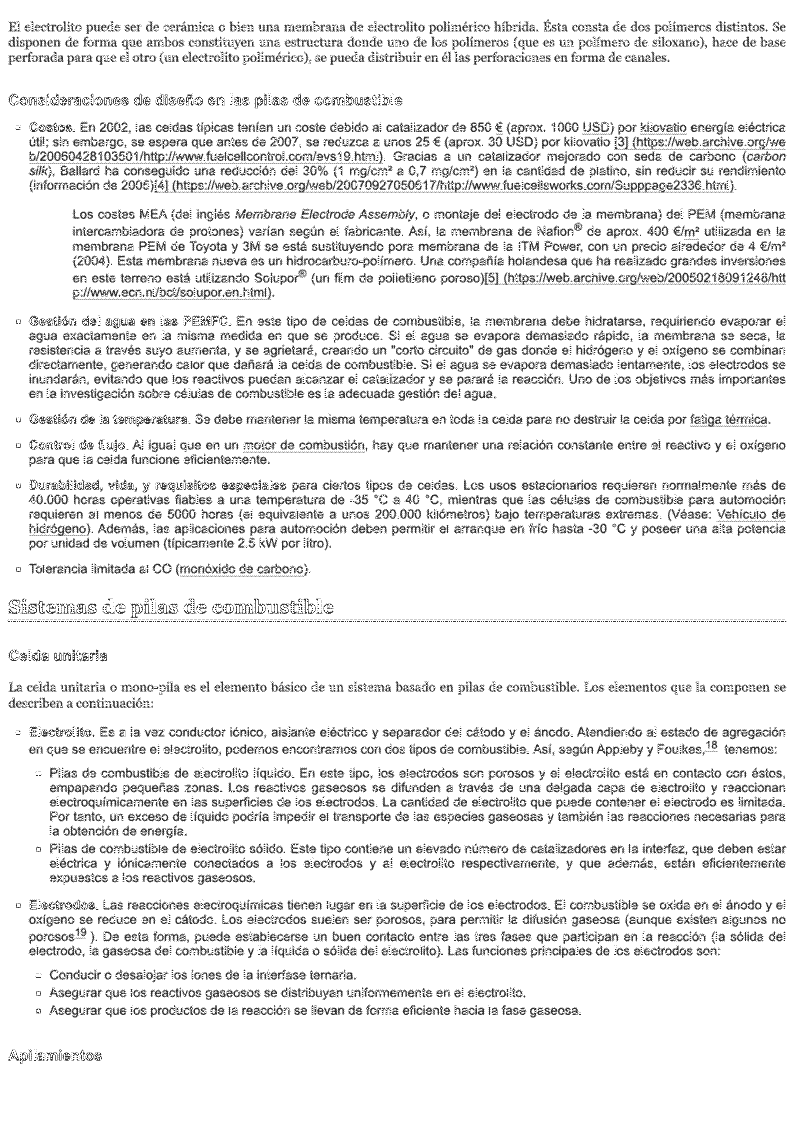 El electrolito puede ser de cerámica o bien una membrana de electrolito polimérico híbrida. Ésta consta de dos polímeros distintos. Se
disponen de forma que ambos constituyen una estructura donde uno de los polímeros (que es un polímero de siloxano), hace de base
perforada para que el otro (un electrolito polimérico), se pueda distribuir en él las perforaciones en forma de canales.
Consideraciones de diseño en las pilas de combustible
▫ Costos. En 2002, las celdas típicas tenían un coste debido al catalizador de 850 € (aprox. 1000 USD) por kilovatio energía eléctrica
útil; sin embargo, se espera que antes de 2007, se reduzca a unos 25 € (aprox. 30 USD) por kilovatio [3] (https://web.archive.org/we
b/20060428103501/http://www.fuelcellcontrol.com/evs19.htm). Gracias a un catalizador mejorado con seda de carbono (carbon
silk), Ballard ha conseguido una reducción del 30% (1 mg/cm² a 0,7 mg/cm²) en la cantidad de platino, sin reducir su rendimiento
(información de 2005)[4] (https://web.archive.org/web/20070927050617/http://www.fuelcellsworks.com/Supppage2336.html).
Los costes MEA (del inglés Membrane Electrode Assembly, o montaje del electrodo de la membrana) del PEM (membrana
intercambiadora de protones) varían según el fabricante. Así, la membrana de Nafion® de aprox. 400 €/m² utilizada en la
membrana PEM de Toyota y 3M se está sustituyendo pora membrana de la ITM Power, con un precio alrededor de 4 €/m²
(2004). Esta membrana nueva es un hidrocarburo-polímero. Una compañía holandesa que ha realizado grandes inversiones
en este terreno está utilizando Solupor® (un film de polietileno poroso)[5] (https://web.archive.org/web/20050218091246/htt
p://www.ecn.nl/bct/solupor.en.html).
▫ Gestión del agua en las PEMFC. En este tipo de celdas de combustible, la membrana debe hidratarse, requiriendo evaporar el
agua exactamente en la misma medida en que se produce. Si el agua se evapora demasiado rápido, la membrana se seca, la
resistencia a través suyo aumenta, y se agrietará, creando un "corto circuito" de gas donde el hidrógeno y el oxígeno se combinan
directamente, generando calor que dañará la celda de combustible. Si el agua se evapora demasiado lentamente, los electrodos se
inundarán, evitando que los reactivos puedan alcanzar el catalizador y se parará la reacción. Uno de los objetivos más importantes
en la investigación sobre células de combustible es la adecuada gestión del agua.
▫ Gestión de la temperatura. Se debe mantener la misma temperatura en toda la celda para no destruir la celda por fatiga térmica.
▫ Control de flujo. Al igual que en un motor de combustión, hay que mantener una relación constante entre el reactivo y el oxígeno
para que la celda funcione eficientemente.
▫ Durabilidad, vida, y requisitos especiales para ciertos tipos de celdas. Los usos estacionarios requieren normalmente más de
40.000 horas operativas fiables a una temperatura de -35 °C a 40 °C, mientras que las células de combustible para automoción
requieren al menos de 5000 horas (el equivalente a unos 200.000 kilómetros) bajo temperaturas extremas. (Véase: Vehículo de
hidrógeno). Además, las aplicaciones para automoción deben permitir el arranque en frío hasta -30 °C y poseer una alta potencia
por unidad de volumen (típicamente 2.5 kW por litro).
▫ Tolerancia limitada al CO (monóxido de carbono).
Sistemas de pilas de combustible
Celda unitaria
La celda unitaria o mono-pila es el elemento básico de un sistema basado en pilas de combustible. Los elementos que la componen se
describen a continuación:
▫ Electrolito. Es a la vez conductor iónico, aislante eléctrico y separador del cátodo y el ánodo. Atendiendo al estado de agregación
en que se encuentre el electrolito, podemos encontrarnos con dos tipos de combustible. Así, según Appleby y Foulkes,18 tenemos:
▫ Pilas de combustible de electrolito líquido. En este tipo, los electrodos son porosos y el electrolito está en contacto con éstos,
empapando pequeñas zonas. Los reactivos gaseosos se difunden a través de una delgada capa de electrolito y reaccionan
electroquímicamente en las superficies de los electrodos. La cantidad de electrolito que puede contener el electrodo es limitada.
Por tanto, un exceso de líquido podría impedir el transporte de las especies gaseosas y también las reacciones necesarias para
la obtención de energía.
▫ Pilas de combustible de electrolito sólido. Este tipo contiene un elevado número de catalizadores en la interfaz, que deben estar
eléctrica y iónicamente conectados a los electrodos y al electrolito respectivamente, y que además, están eficientemente
expuestos a los reactivos gaseosos.
▫ Electrodos. Las reacciones electroquímicas tienen lugar en la superficie de los electrodos. El combustible se oxida en el ánodo y el
oxígeno se reduce en el cátodo. Los electrodos suelen ser porosos, para permitir la difusión gaseosa (aunque existen algunos no
porosos19 ). De esta forma, puede establecerse un buen contacto entre las tres fases que participan en la reacción (la sólida del
electrodo, la gaseosa del combustible y la líquida o sólida del electrolito). Las funciones principales de los electrodos son:
▫ Conducir o desalojar los iones de la interfase ternaria.
▫ Asegurar que los reactivos gaseosos se distribuyan uniformemente en el electrolito.
▫ Asegurar que los productos de la reacción se llevan de forma eficiente hacia la fase gaseosa.
Apilamientos